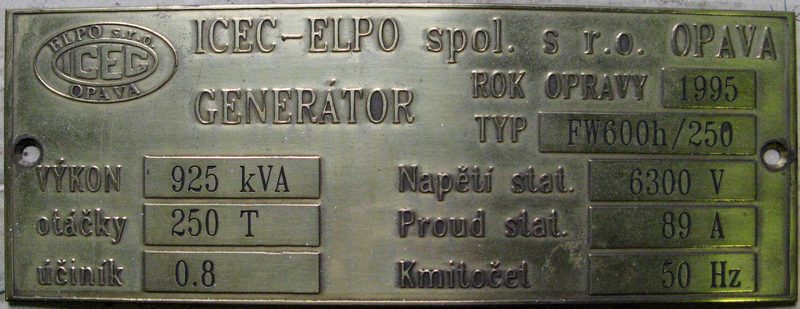 ELPO s.r.o.
ICEC
OPAVA
ICEC-ELPO spol. s r.o. OPAVA
ROK OPRAVY 1995
GENERÁTOR
TYP FW600h/250
VÝKON 925 kVA Napětí stat. 6300 V
otáčky 250 T Proud stat. 89 A
účiník 0.8 Kmitočet 50 Hz